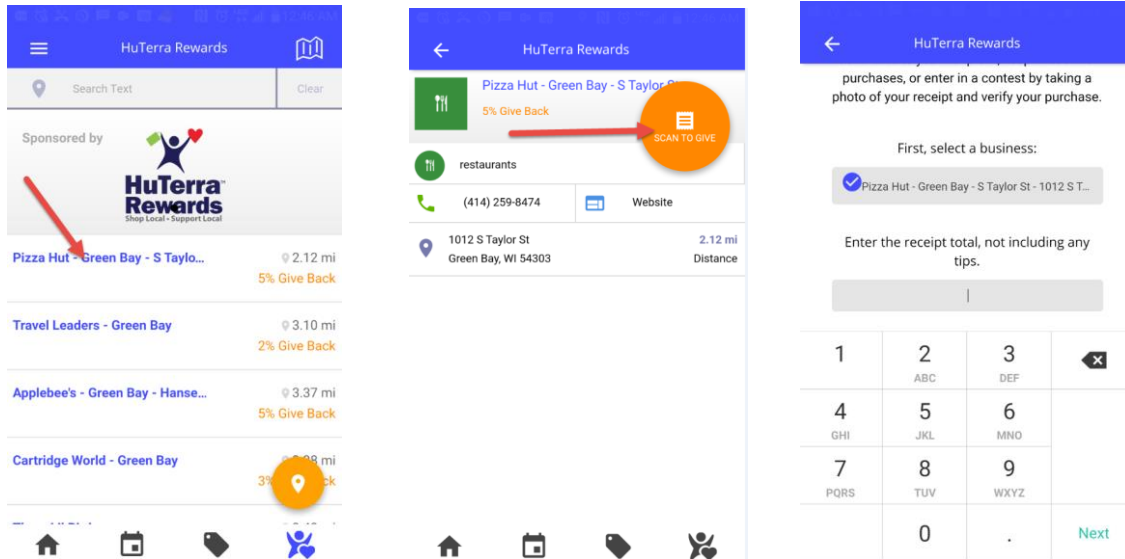 12:46 AM
HuTerra Rewards
Search Text
Clear
Sponsored by
HuTerra
Rewards
Shop Local - Support Local
Pizza Hut - Green Bay - S Taylo...
2.12 mi
5% Give Back
Travel Leaders - Green Bay
3.10 mi
2% Give Back
Applebee's - Green Bay - Hanse...
3.37 mi
5% Give Back
Cartridge World - Green Bay
mi
3%
HuTerra Rewards
Pizza Hut - Green Bay - S Taylor
5% Give Back
SCAN TO GIVE
restaurants
(414) 259-8474
Website
1012 S Taylor St
2.12 mi
Green Bay, WI 54303
Distance
HuTerra Rewards
purchases, or enter in a contest by taking a
photo of your receipt and verify your purchase.
First, select a business:
Pizza Hut - Green Bay - S Taylor St - 1012 S T...
Enter the receipt total, not including any
tips.
1
2
ABC
3
DEF
4
GHI
5
JKL
6
MNO
7
PQRS
8
TUV
9
WXYZ
0
.
Next